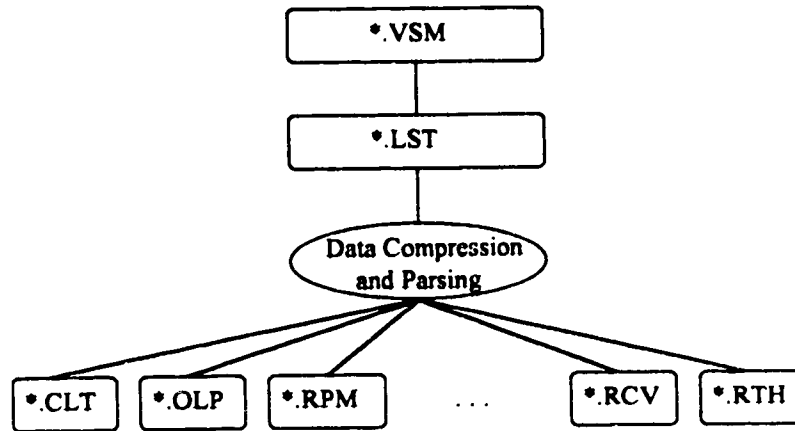 *.VSM
*.LST
Data Compression
and Parsing
*.CLT
*.OLP
*.RPM
. . .
*.RCV
*.RTH